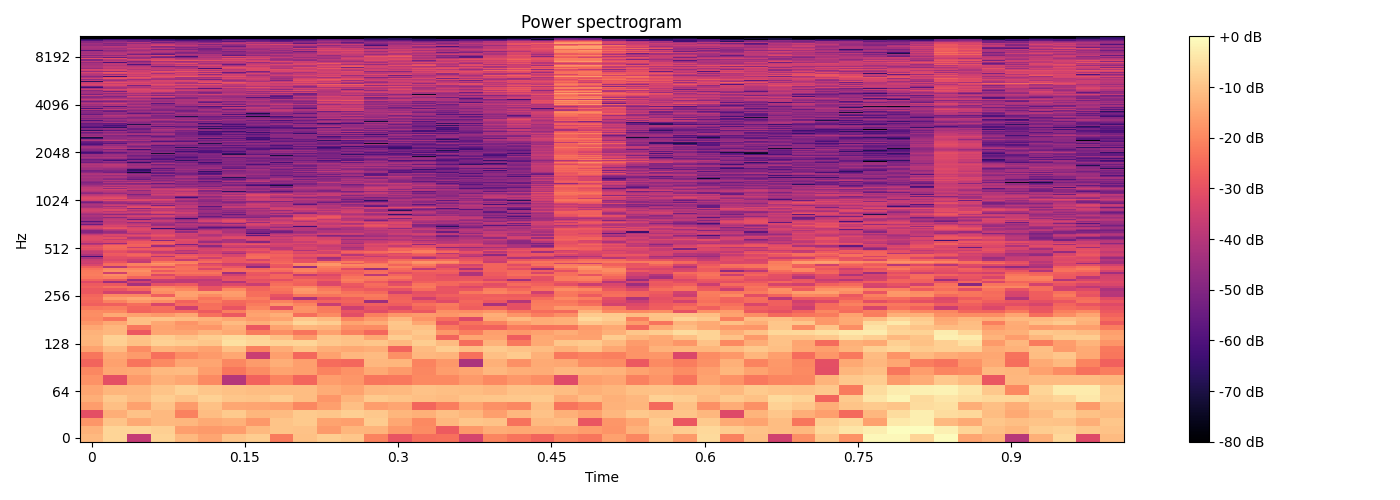 Power spectrogram
Hz
8192
4096
2048
1024
512
256
128
64
0
0 0.15 0.3 0.45 0.6 0.75 0.9
Time
+0 dB
-10 dB
-20 dB
-30 dB
-40 dB
-50 dB
-60 dB
-70 dB
-80 dB